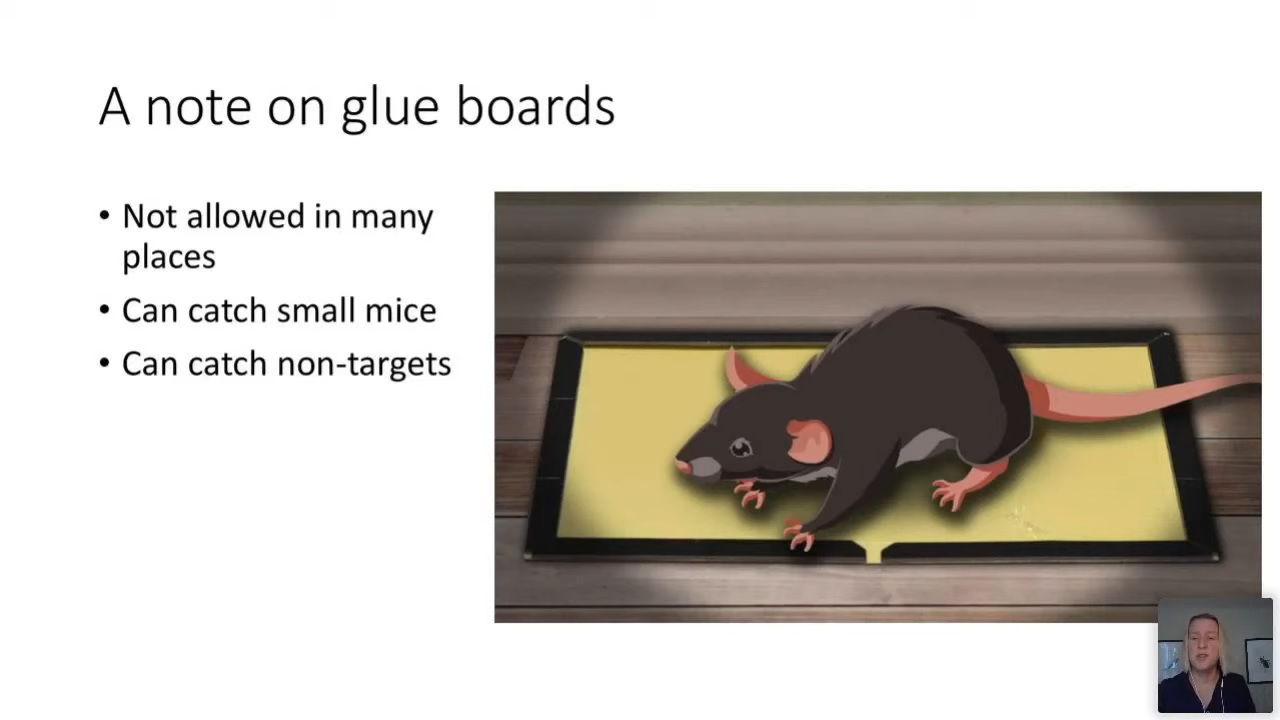 A note on glue boards
• Not allowed in many
places
• Can catch small mice
• Can catch non-targets